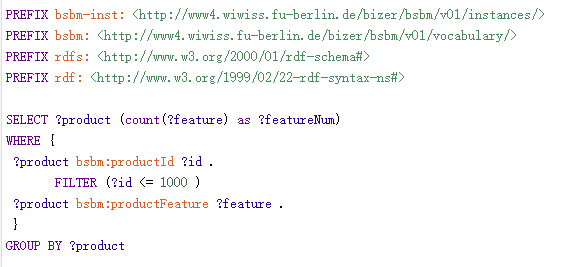 PREFIX bsbm-inst: <http://www4.wiwiss.fu-berlin.de/bizer/bsbm/v01/instances/>
PREFIX bsbm: <http://www4.wiwiss.fu-berlin.de/bizer/bsbm/v01/vocabulary/>
PREFIX rdfs: <http://www.w3.org/2000/01/rdf-schema#>
PREFIX rdf: <http://www.w3.org/1999/02/22-rdf-syntax-ns#>

SELECT ?product (count(?feature) as ?featureNum)
WHERE {
 ?product bsbm:productId ?id .
      FILTER (?id <= 1000 )
 ?product bsbm:productFeature ?feature .
 }
GROUP BY ?product